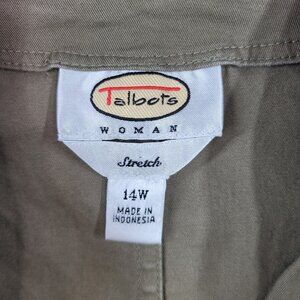 Talbots
WOMAN
Stretch
14W
MADE IN
INDONESIA